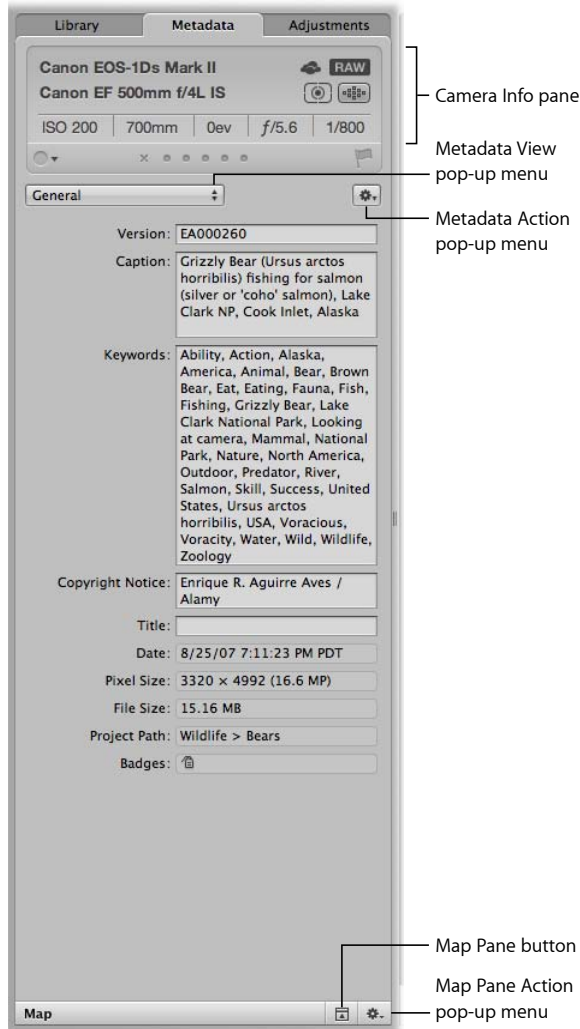 Library Metadata Adjustments
Canon EOS-1Ds Mark II RAW
Canon EF 500mm f/4L IS
ISO 200 700mm 0ev ƒ/5.6 1/800
Camera Info pane
Metadata View
pop-up menu
General
Metadata Action
pop-up menu
Version: EA000260
Caption: Grizzly Bear (Ursus arctos
horribilis) fishing for salmon
(silver or 'coho' salmon), Lake
Clark NP, Cook Inlet, Alaska
Keywords: Ability, Action, Alaska,
America, Animal, Bear, Brown
Bear, Eat, Eating, Fauna, Fish,
Fishing, Grizzly Bear, Lake
Clark National Park, Looking
at camera, Mammal, National
Park, Nature, North America,
Outdoor, Predator, River,
Salmon, Skill, Success, United
States, Ursus arctos
horribilis, USA, Voracious,
Voracity, Water, Wild, Wildlife,
Zoology
Copyright Notice: Enrique R. Aguirre Aves /
Alamy
Title:
Date: 8/25/07 7:11:23 PM PDT
Pixel Size: 3320 × 4992 (16.6 MP)
File Size: 15.16 MB
Project Path: Wildlife > Bears
Badges:
Map Pane button
Map
Map Pane Action
pop-up menu